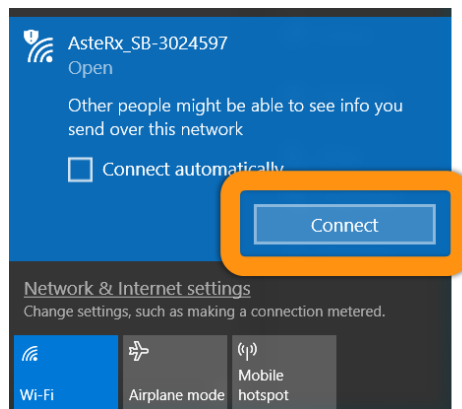 AsteRx_SB-3024597
Open
Other people might be able to see info you
send over this network
Connect automatically
Connect
Network & Internet settings
Change settings, such as making a connection metered.
Wi-Fi
Airplane mode
Mobile
hotspot